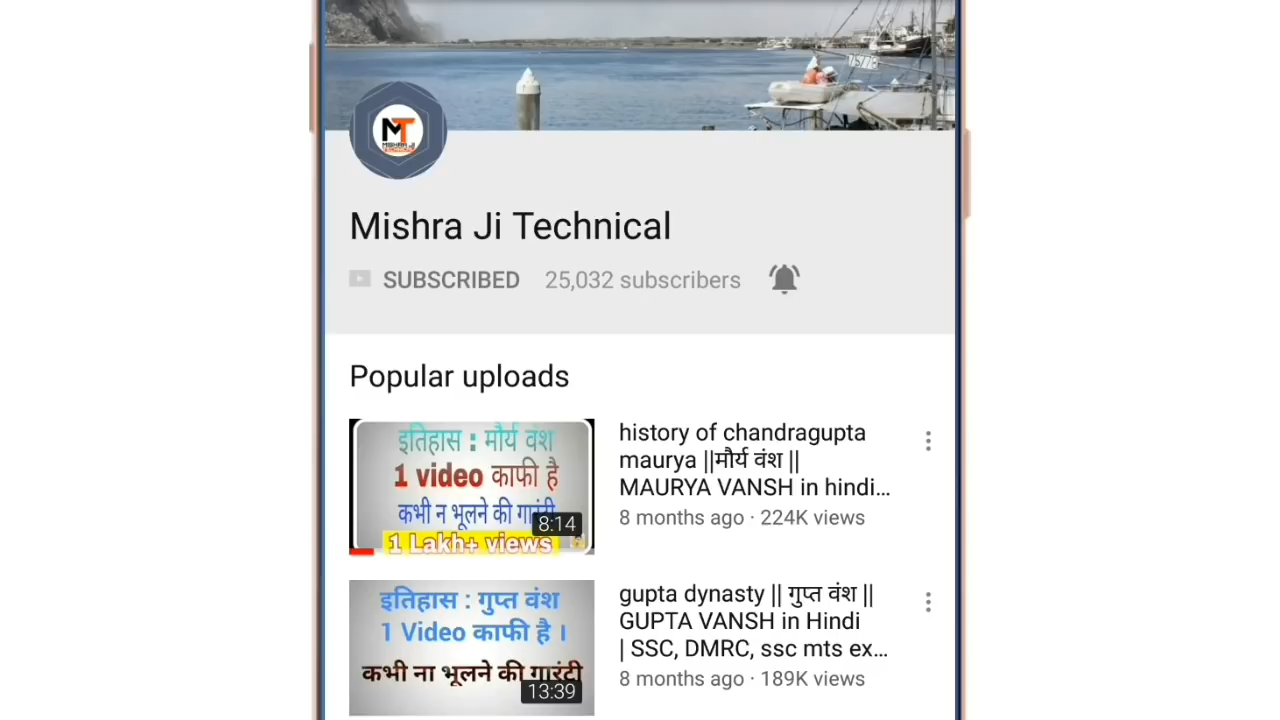 MT
MISHRA JI
Mishra Ji Technical
SUBSCRIBED 25,032 subscribers
Popular uploads
इतिहास : मौर्य वंश
1 video काफी है
कभी न भूलने की गारंटी
8:14
1 Lakh+ views
history of chandragupta
maurya ||मौर्य वंश ||
MAURYA VANSH in hindi...
8 months ago · 224K views
इतिहास : गुप्त वंश
1 Video काफी है ।
कभी ना भूलने की गारंटी
13:39
gupta dynasty || गुप्त वंश ||
GUPTA VANSH in Hindi
| SSC, DMRC, ssc mts ex...
8 months ago · 189K views